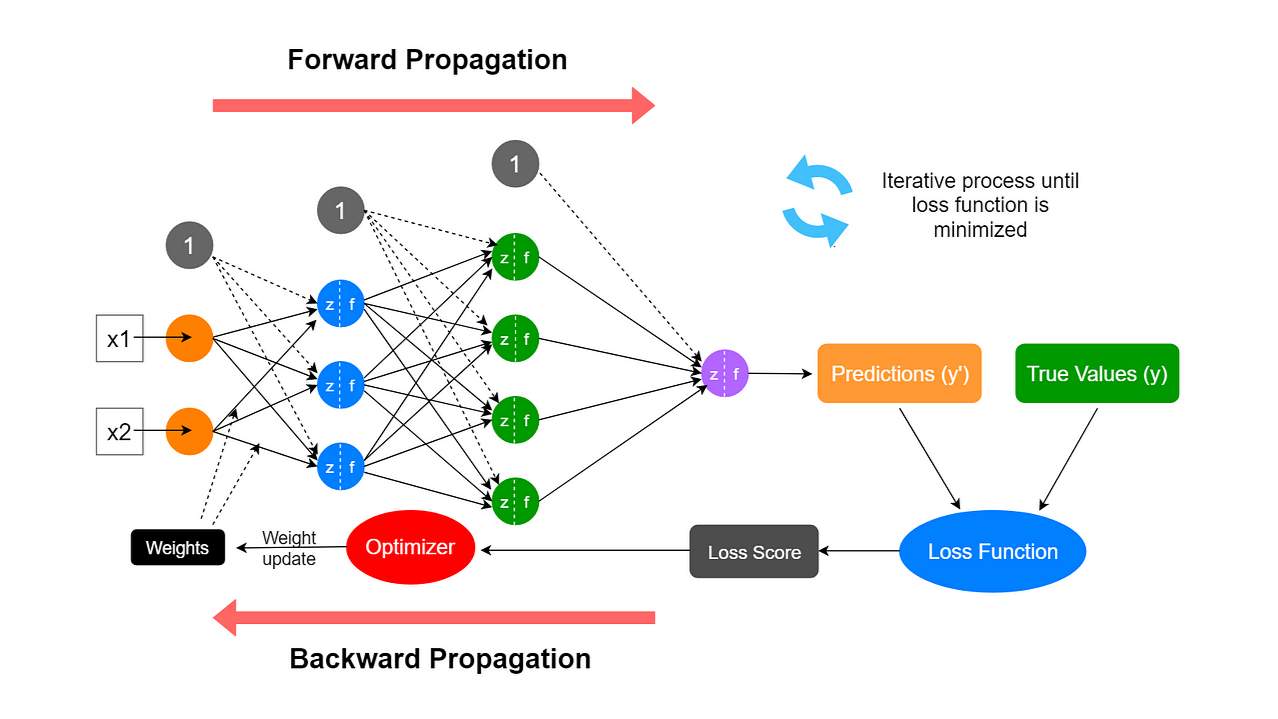 Forward Propagation
1
1
1
Iterative process until
loss function is
minimized
z f
z f
z f
z f
x1
z f
z f
Predictions (y')
True Values (y)
x2
z f
z f
z f
Weights
Weight
update
Optimizer
Loss Score
Loss Function
Backward Propagation